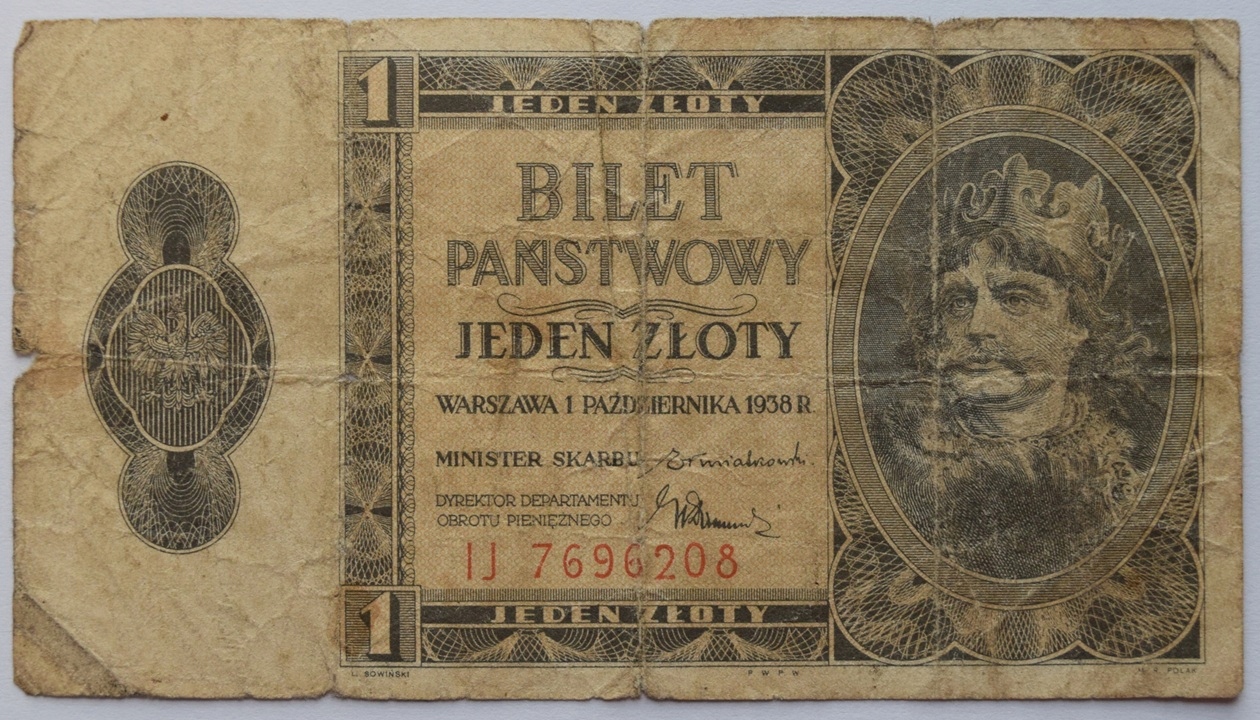 1 JEDEN ZŁOTY
BILET
PAŃSTWOWY
JEDEN ZŁOTY
WARSZAWA 1 PAŹDZIERNIKA 1938 R
MINISTER SKARBU
DYREKTOR DEPARTAMENTU
OBROTU PIENIĘŻNEGO
IJ 7696208
1 JEDEN ZŁOTY
Ł. SOWIŃSKI P W P W